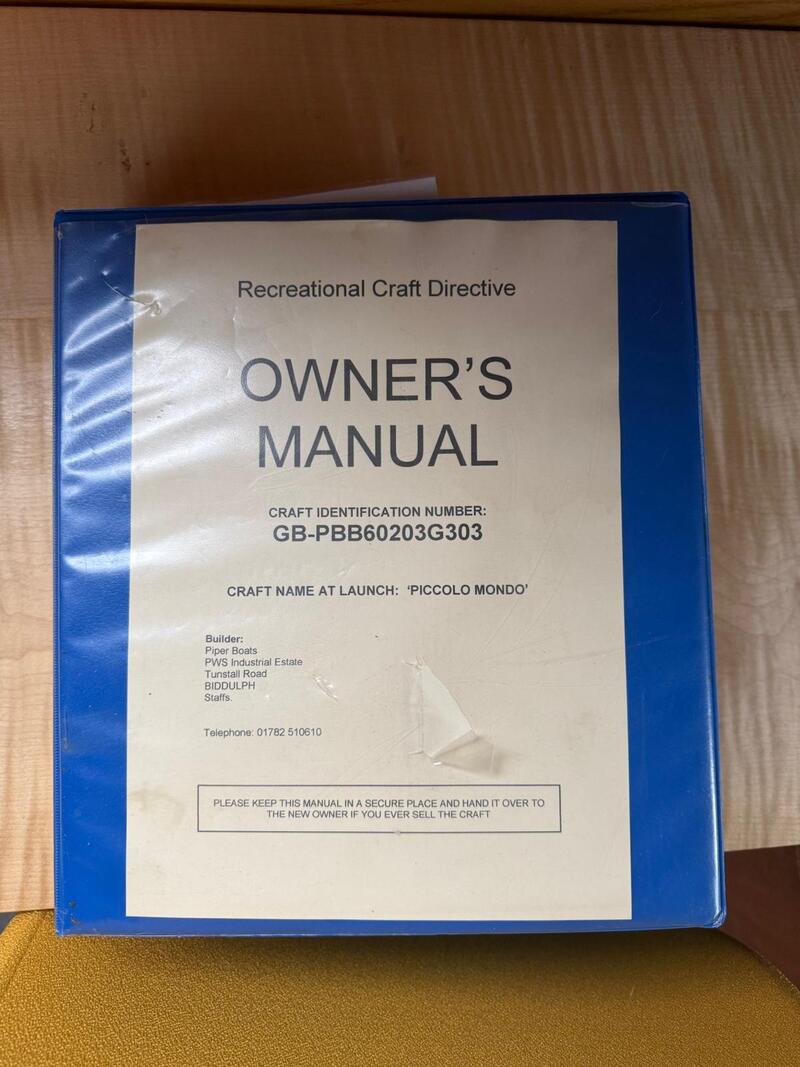 Recreational Craft Directive
OWNER’S
MANUAL
CRAFT IDENTIFICATION NUMBER:
GB-PBB60203G303
CRAFT NAME AT LAUNCH: ‘PICCOLO MONDO’
Builder:
Piper Boats
PWS Industrial Estate
Tunstall Road
BIDDULPH
Staffs.
Telephone: 01782 510610
PLEASE KEEP THIS MANUAL IN A SECURE PLACE AND HAND IT OVER TO
THE NEW OWNER IF YOU EVER SELL THE CRAFT